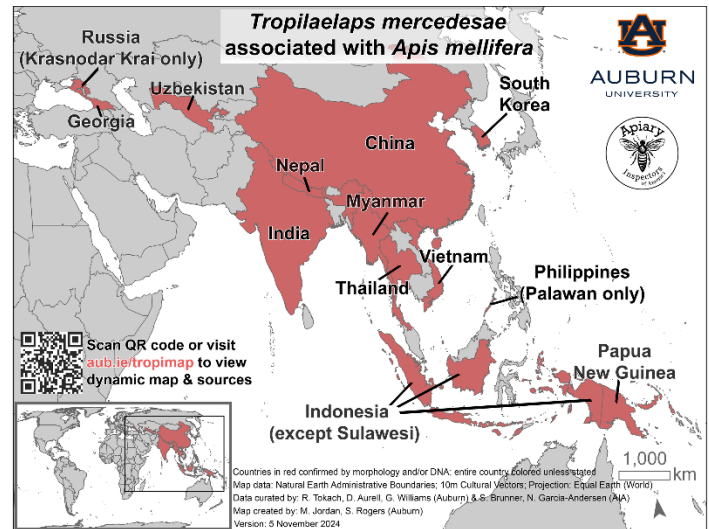 Tropilaelaps mercedesae
associated with Apis mellifera
AUBURN
UNIVERSITY
Apiary
Inspectors
of America
Russia
(Krasnodar Krai only)
Uzbekistan
Georgia
South
Korea
China
Nepal
Myanmar
India
Vietnam
Thailand
Philippines
(Palawan only)
Papua
New Guinea
Indonesia
(except Sulawesi)
Scan QR code or visit
aub.ie/tropimap to view
dynamic map & sources
1,000
km
Countries in red confirmed by morphology and/or DNA; entire country colored unless stated
Map data: Natural Earth Administrative Boundaries; 10m Cultural Vectors; Projection: Equal Earth (World)
Data curated by: R. Tokach, D. Aurell, G. Williams (Auburn) & S. Brunner, N. Garcia-Andersen (AIA)
Map created by: M. Jordan, S. Rogers (Auburn)
Version: 5 November 2024